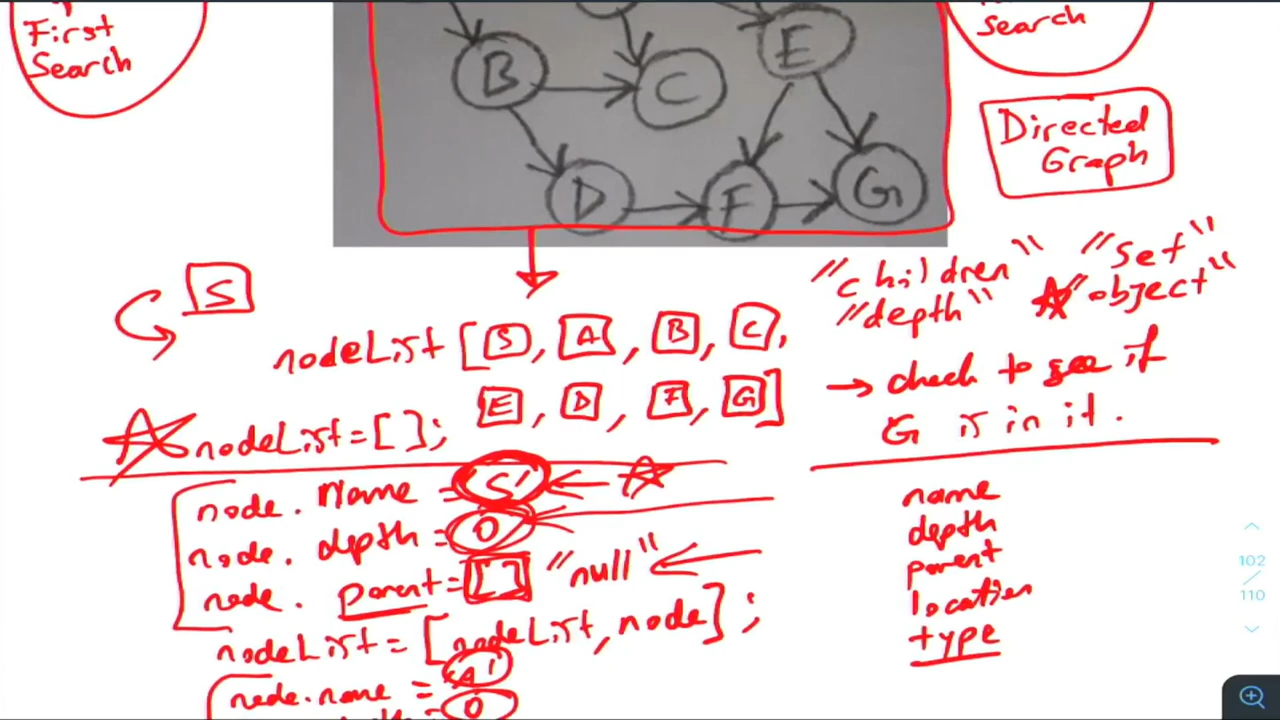 First
Search
Search
E
B
C
Directed
Graph
D
F
G
"children" "set"
"depth" "object"
S
nodeList [S, A, B, C,
E, D, F, G]
→ check to see if
G is in it.
nodeList = [];
node. Name = 'S'
node. depth = 0
node. parent = [] "null"
nodeList = [nodeList, node];
node.name = 'A'
0
name
depth
parent
location
type
102
/
110